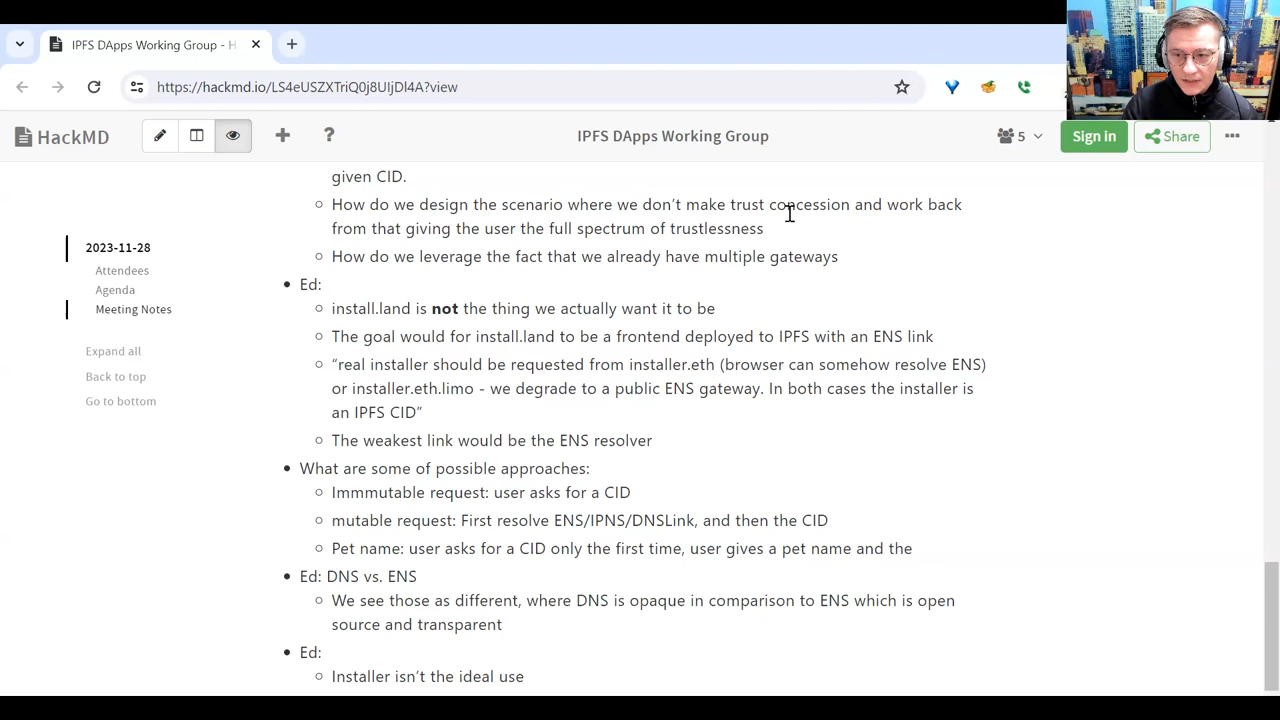 IPFS DApps Working Group - H
https://hackmd.io/LS4eUSZXTriQ0j8UIjDl4A?view
HackMD
IPFS DApps Working Group
5
Sign in
Share
2023-11-28
Attendees
Agenda
Meeting Notes
Expall all
Back to top
Go to bottom
given CID.
How do we design the scenario where we don't make trust concession and work back
from that giving the user the full spectrum of trustlessness
How do we leverage the fact that we already have multiple gateways
Ed:
install.land is not the thing we actually want it to be
The goal would for install.land to be a frontend deployed to IPFS with an ENS link
“real installer should be requested from installer.eth (browser can somehow resolve ENS)
or installer.eth.limo - we degrade to a public ENS gateway. In both cases the installer is
an IPFS CID”
The weakest link would be the ENS resolver
What are some of possible approaches:
Immmutable request: user asks for a CID
mutable request: First resolve ENS/IPNS/DNSLink, and then the CID
Pet name: user asks for a CID only the first time, user gives a pet name and the
Ed: DNS vs. ENS
We see those as different, where DNS is opaque in comparison to ENS which is open
source and transparent
Ed:
Installer isn't the ideal use